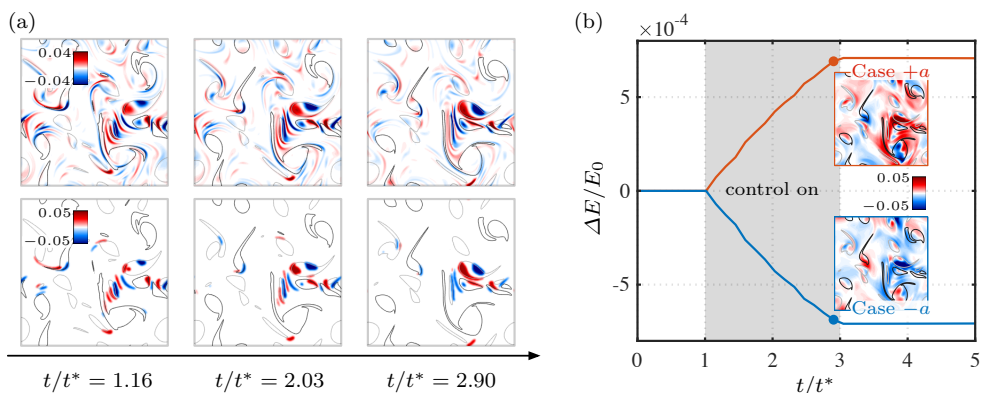 (a)
0.04
−0.04
0.05
−0.05
t/t* = 1.16
t/t* = 2.03
t/t* = 2.90
(b)
×10⁻⁴
5
0
-5
ΔE/E₀
control on
Case +a
0.05
−0.05
Case −a
0 1 2 3 4 5
t/t*